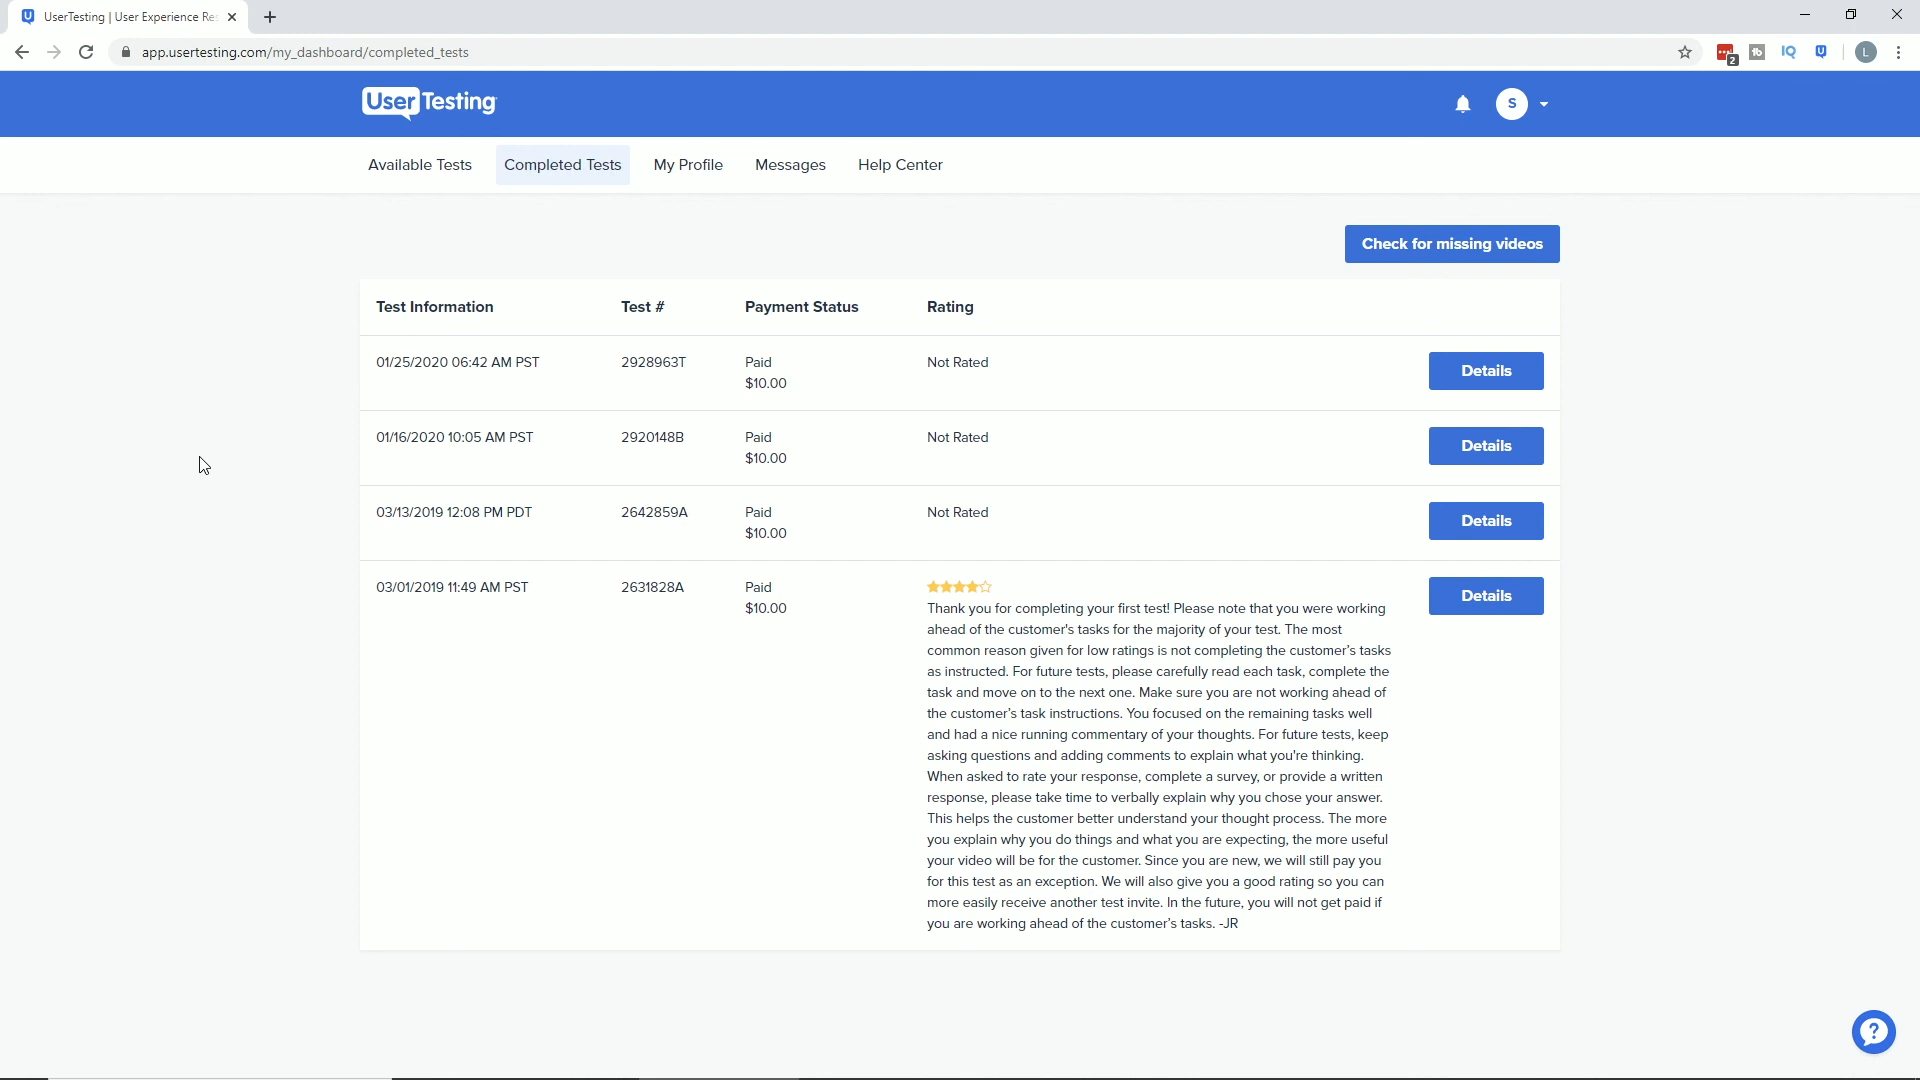 UserTesting | User Experience Re
app.usertesting.com/my_dashboard/completed_tests
2
IQ
L
User Testing
S
Available Tests
Completed Tests
My Profile
Messages
Help Center
Check for missing videos
Test Information
Test #
Payment Status
Rating
01/25/2020 06:42 AM PST
2928963T
Paid
$10.00
Not Rated
Details
01/16/2020 10:05 AM PST
2920148B
Paid
$10.00
Not Rated
Details
03/13/2019 12:08 PM PDT
2642859A
Paid
$10.00
Not Rated
Details
03/01/2019 11:49 AM PST
2631828A
Paid
$10.00
Details
Thank you for completing your first test! Please note that you were working
ahead of the customer's tasks for the majority of your test. The most
common reason given for low ratings is not completing the customer's tasks
as instructed. For future tests, please carefully read each task, complete the
task and move on to the next one. Make sure you are not working ahead of
the customer's task instructions. You focused on the remaining tasks well
and had a nice running commentary of your thoughts. For future tests, keep
asking questions and adding comments to explain what you're thinking.
When asked to rate your response, complete a survey, or provide a written
response, please take time to verbally explain why you chose your answer.
This helps the customer better understand your thought process. The more
you explain why you do things and what you are expecting, the more useful
your video will be for the customer. Since you are new, we will still pay you
for this test as an exception. We will also give you a good rating so you can
more easily receive another test invite. In the future, you will not get paid if
you are working ahead of the customer's tasks. -JR